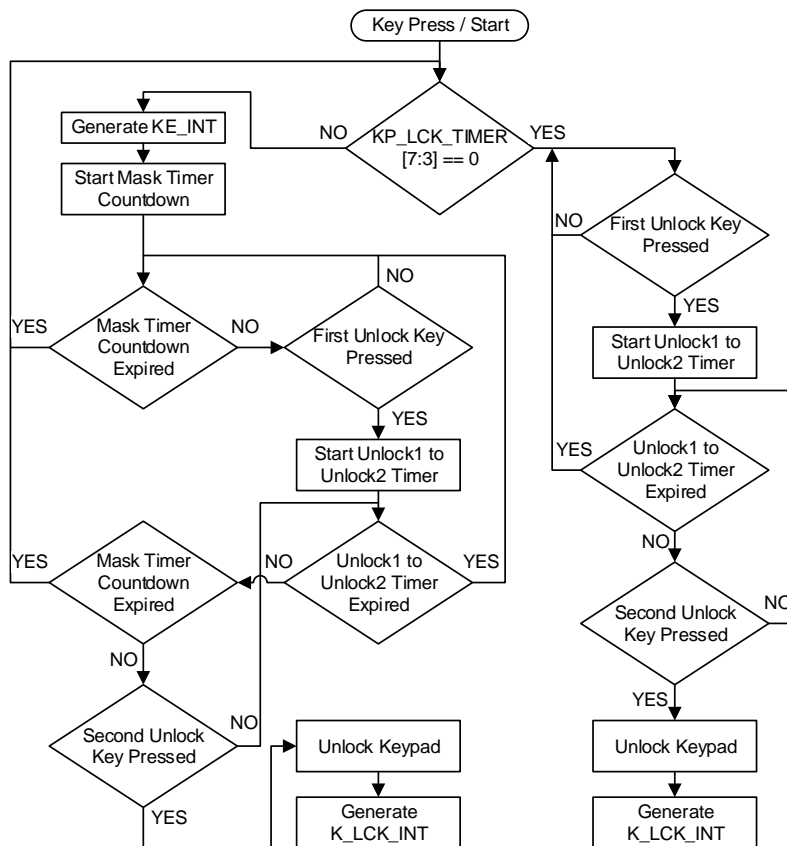 Key Press / Start
KP_LCK_TIMER
[7:3] == 0
NO
YES
Generate KE_INT
Start Mask Timer
Countdown
First Unlock Key
Pressed
NO
YES
Mask Timer
Countdown
Expired
YES
NO
First Unlock Key
Pressed
NO
YES
Start Unlock1 to
Unlock2 Timer
Start Unlock1 to
Unlock2 Timer
Unlock1 to
Unlock2 Timer
Expired
YES
NO
Mask Timer
Countdown
Expired
YES
NO
Unlock1 to
Unlock2 Timer
Expired
NO
YES
Second Unlock
Key Pressed
NO
YES
Second Unlock
Key Pressed
NO
YES
Unlock Keypad
Generate
K_LCK_INT
Unlock Keypad
Generate
K_LCK_INT